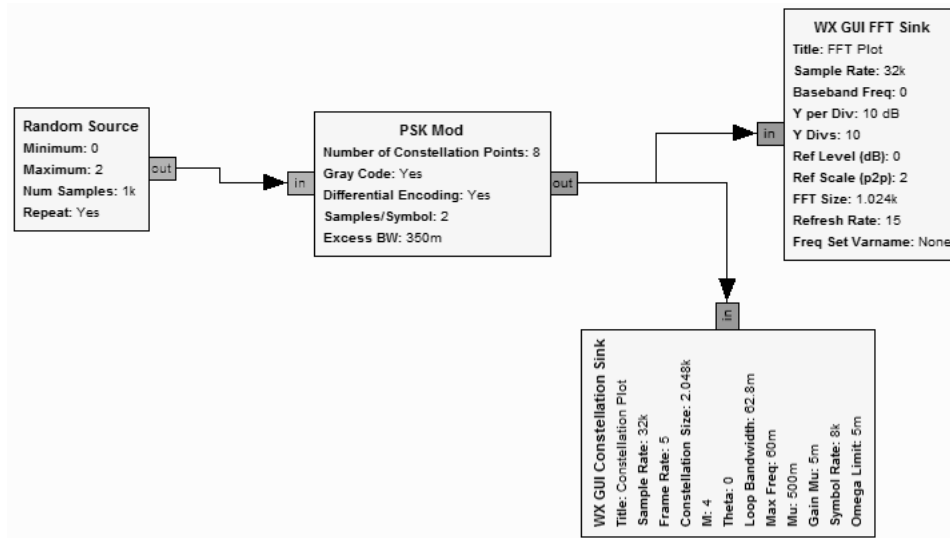 Random Source
Minimum: 0
Maximum: 2
Num Samples: 1k
Repeat: Yes
out
in
PSK Mod
Number of Constellation Points: 8
Gray Code: Yes
Differential Encoding: Yes
Samples/Symbol: 2
Excess BW: 350m
out
in
WX GUI FFT Sink
Title: FFT Plot
Sample Rate: 32k
Baseband Freq: 0
Y per Div: 10 dB
Y Divs: 10
Ref Level (dB): 0
Ref Scale (p2p): 2
FFT Size: 1.024k
Refresh Rate: 15
Freq Set Varname: None
in
WX GUI Constellation Sink
Title: Constellation Plot
Sample Rate: 32k
Frame Rate: 5
Constellation Size: 2.048k
M: 4
Theta: 0
Loop Bandwidth: 62.8m
Max Freq: 60m
Mu: 500m
Gain Mu: 5m
Symbol Rate: 8k
Omega Limit: 5m